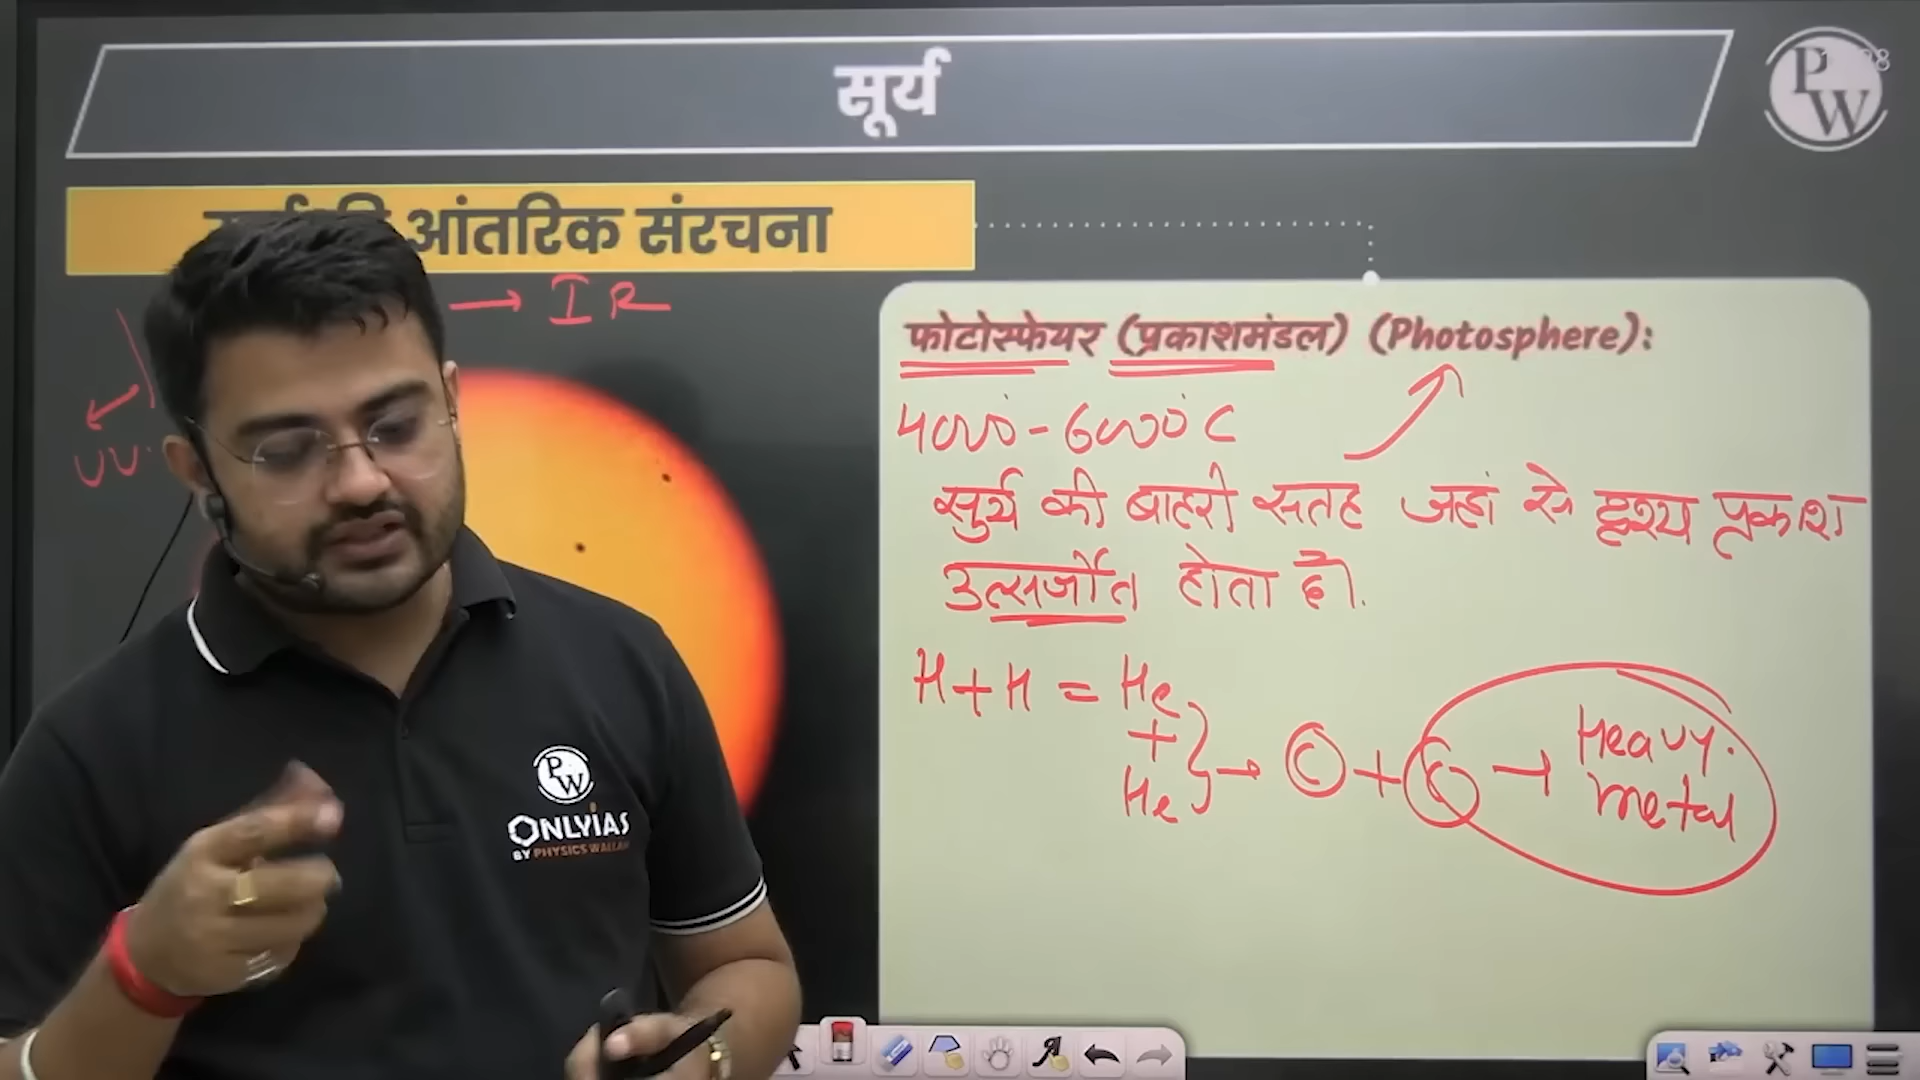 सूर्य
PW
आंतरिक संरचना
→ IR
UV
फोटोस्फेयर (प्रकाशमंडल) (Photosphere):
4000°-6000°C
सुर्य की बाहरी सतह जहां से दृश्य प्रकाश
उत्सर्जीत होता है।
H + H = He
+
He
→ C + C → Heavy
metal
PW
ONLYIAS
BY PHYSICS WALLAH